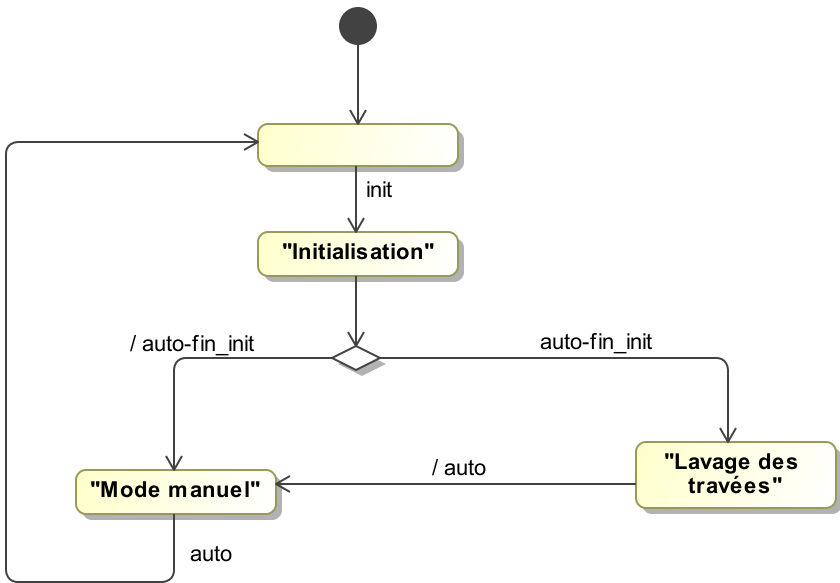 init
"Initialisation"
/ auto-fin_init
auto-fin_init
"Lavage des
travées"
/ auto
"Mode manuel"
auto